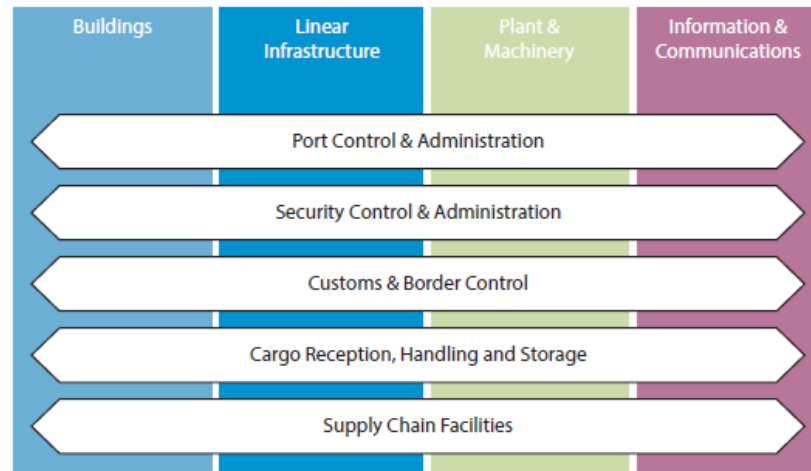 Buildings
Linear
Infrastructure
Plant &
Machinery
Information &
Communications
Port Control & Administration
Security Control & Administration
Customs & Border Control
Cargo Reception, Handling and Storage
Supply Chain Facilities